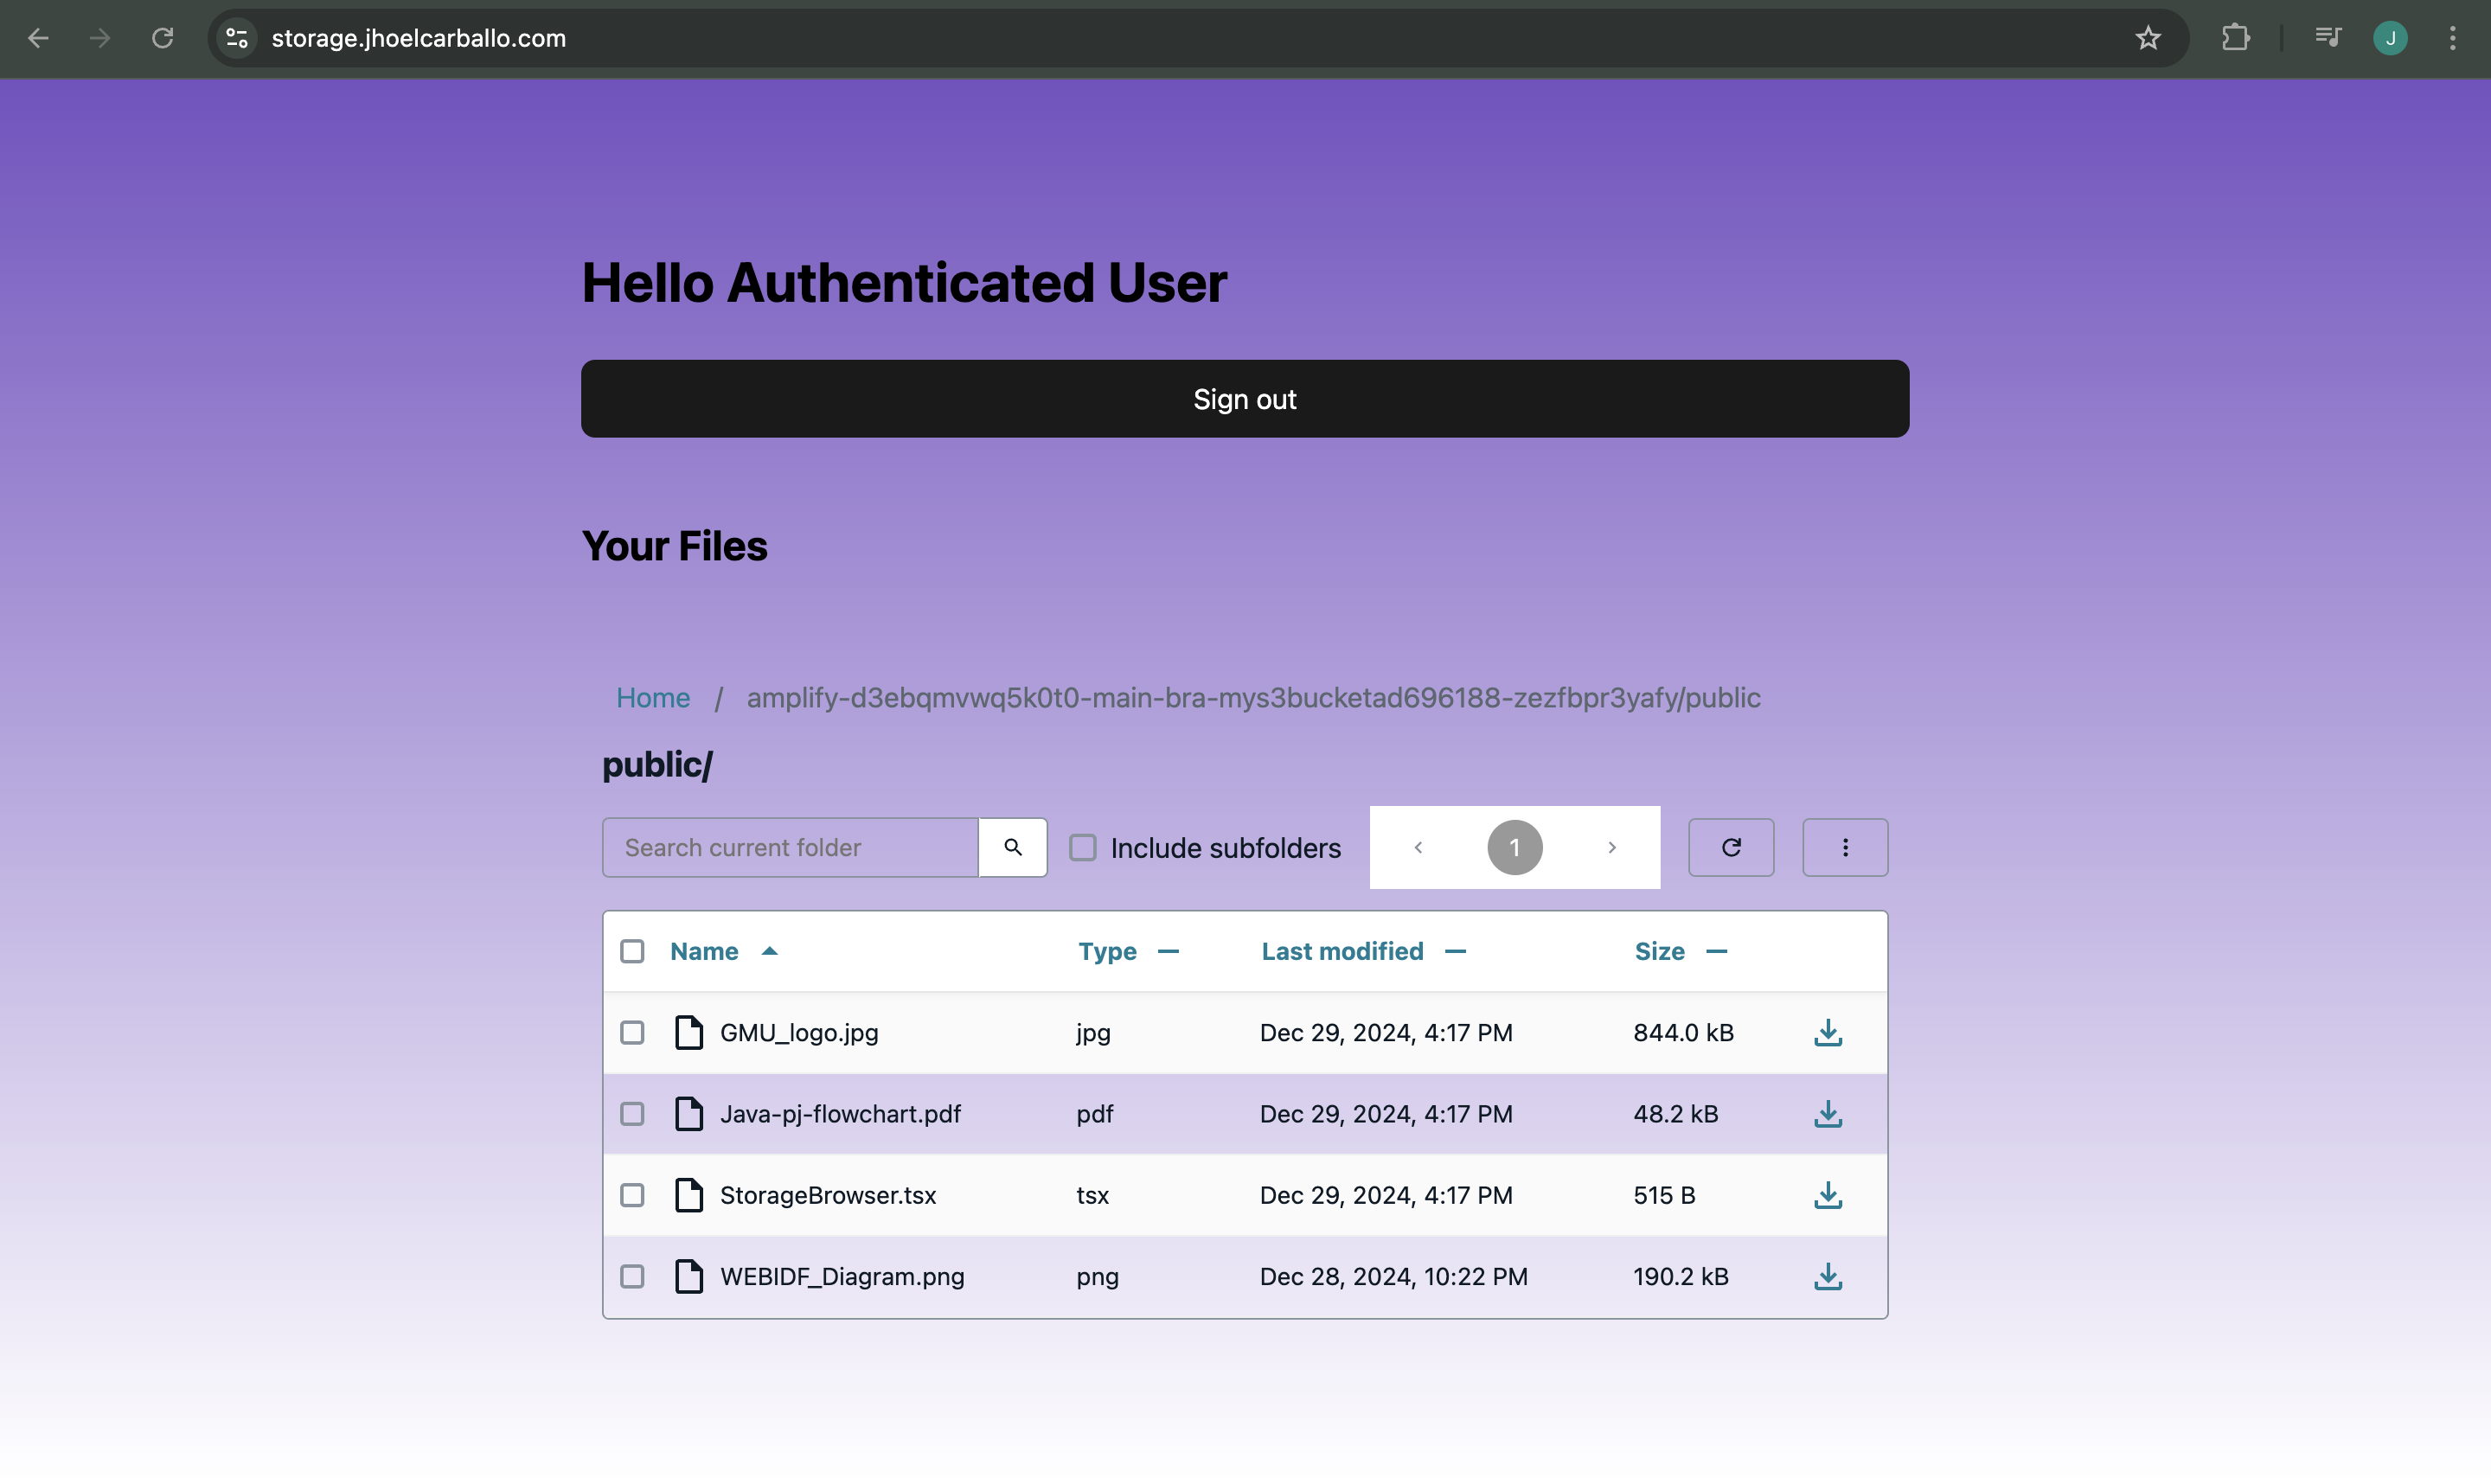 storage.jhoelcarballo.com
J
Hello Authenticated User
Sign out
Your Files
Home / amplify-d3ebqmvwq5k0t0-main-bra-mys3bucketad696188-zezfbpr3yafy/public
public/
Search current folder
Include subfolders
1
Name Type Last modified Size
GMU_logo.jpg jpg Dec 29, 2024, 4:17 PM 844.0 kB
Java-pj-flowchart.pdf pdf Dec 29, 2024, 4:17 PM 48.2 kB
StorageBrowser.tsx tsx Dec 29, 2024, 4:17 PM 515 B
WEBIDF_Diagram.png png Dec 28, 2024, 10:22 PM 190.2 kB